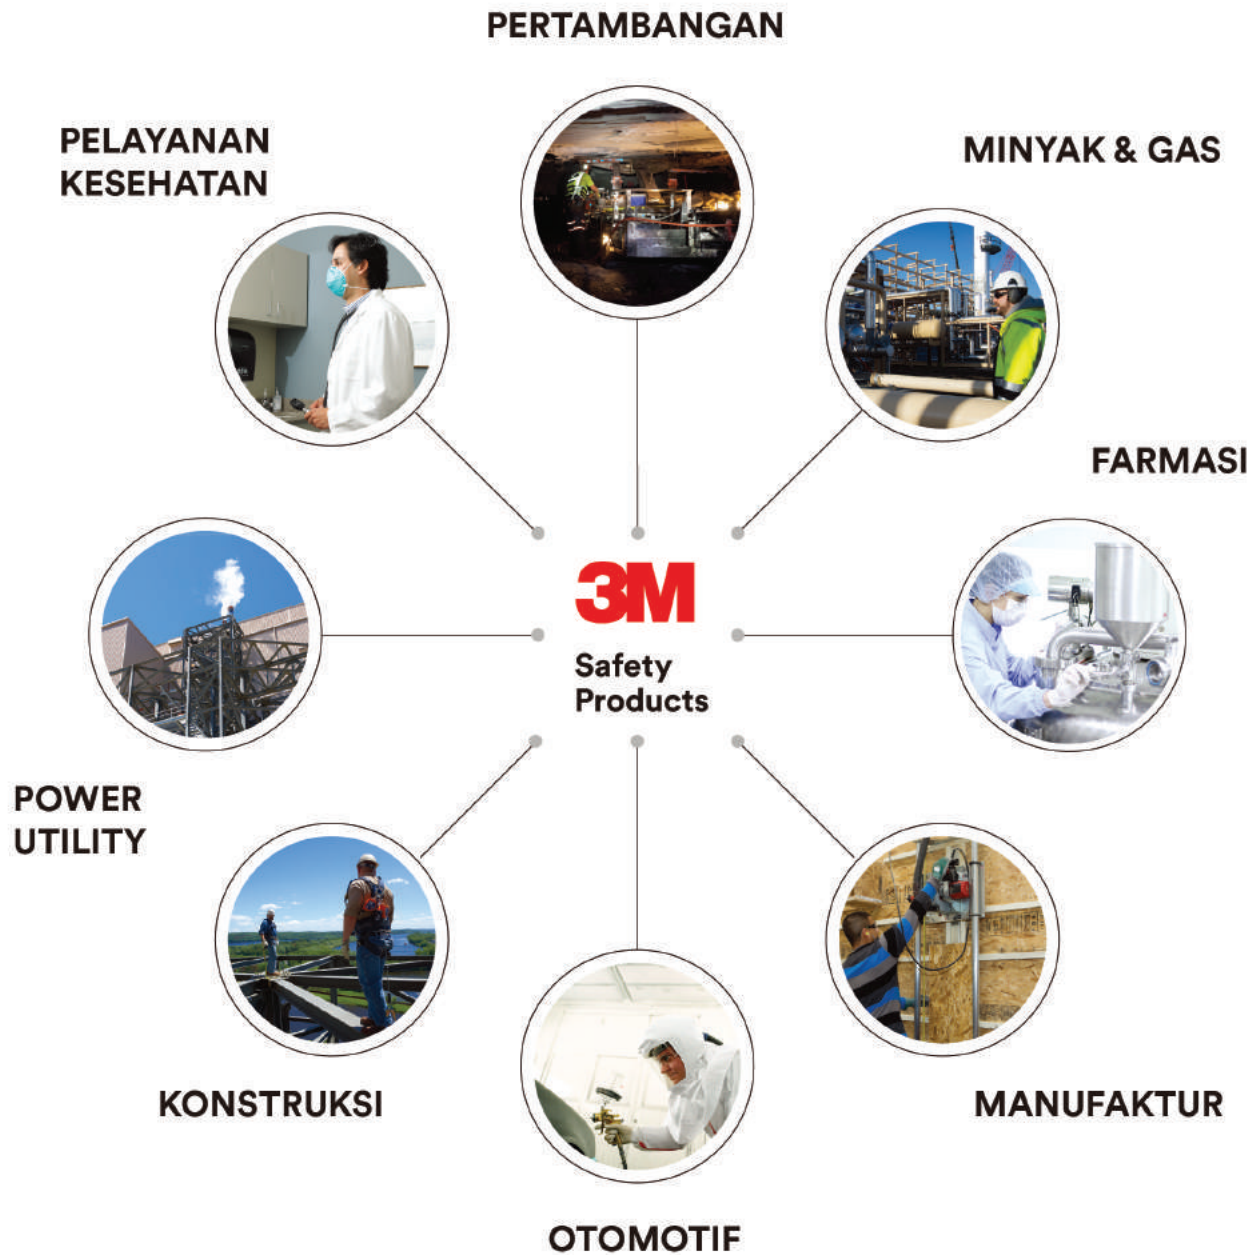 PERTAMBANGAN
PELAYANAN
KESEHATAN
MINYAK & GAS
FARMASI
3M
Safety
Products
POWER
UTILITY
KONSTRUKSI
MANUFAKTUR
OTOMOTIF